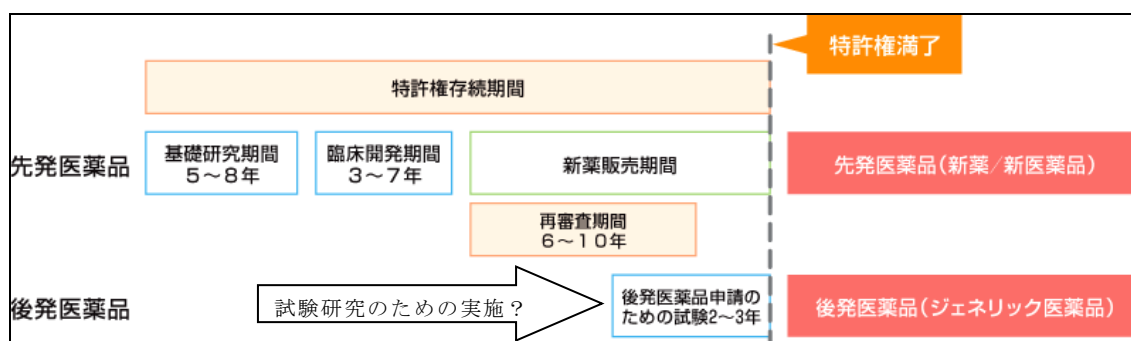 特許権満了
特許権存続期間
先発医薬品
基礎研究期間
5～8年
臨床開発期間
3～7年
新薬販売期間
先発医薬品(新薬/新医薬品)
再審査期間
6～10年
後発医薬品
試験研究のための実施？
後発医薬品申請の
ための試験2～3年
後発医薬品(ジェネリック医薬品)